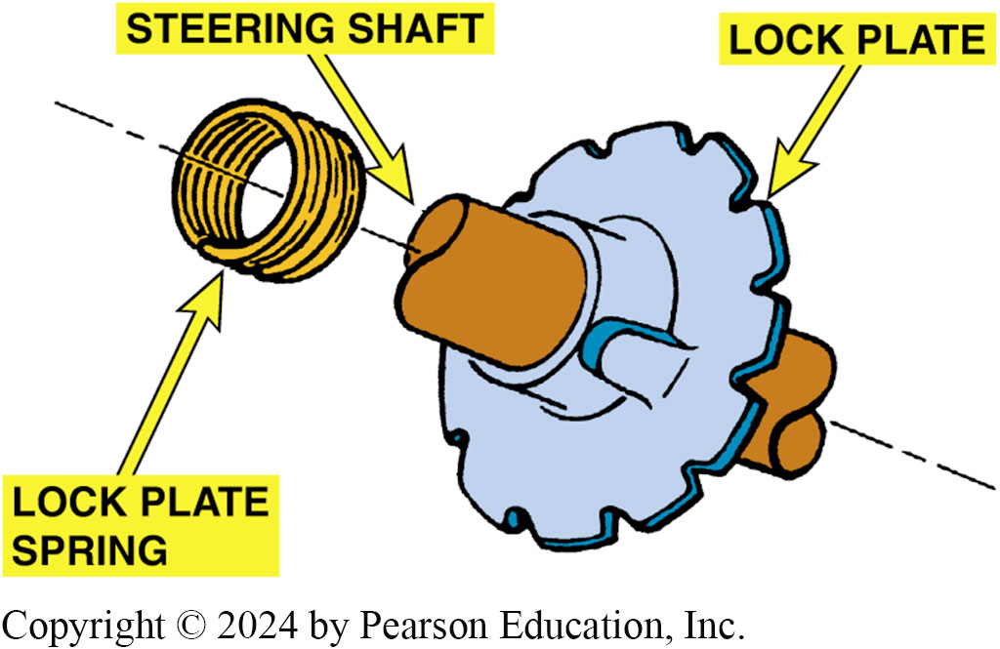 STEERING SHAFT
LOCK PLATE
LOCK PLATE
SPRING
Copyright © 2024 by Pearson Education, Inc.